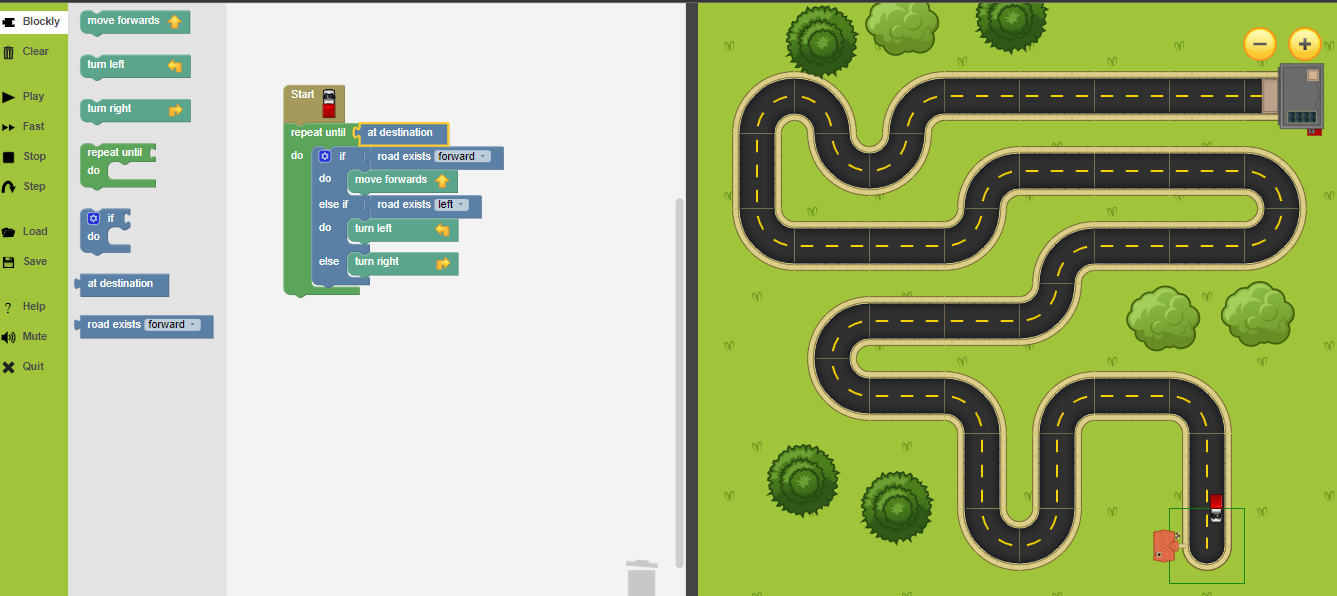 Blockly
Clear
Play
Fast
Stop
Step
Load
Save
? Help
Mute
Quit
move forwards
turn left
turn right
repeat until
do
if
do
at destination
road exists forward
Start
repeat until at destination
do if road exists forward
do move forwards
else if road exists left
do turn left
else turn right
− +